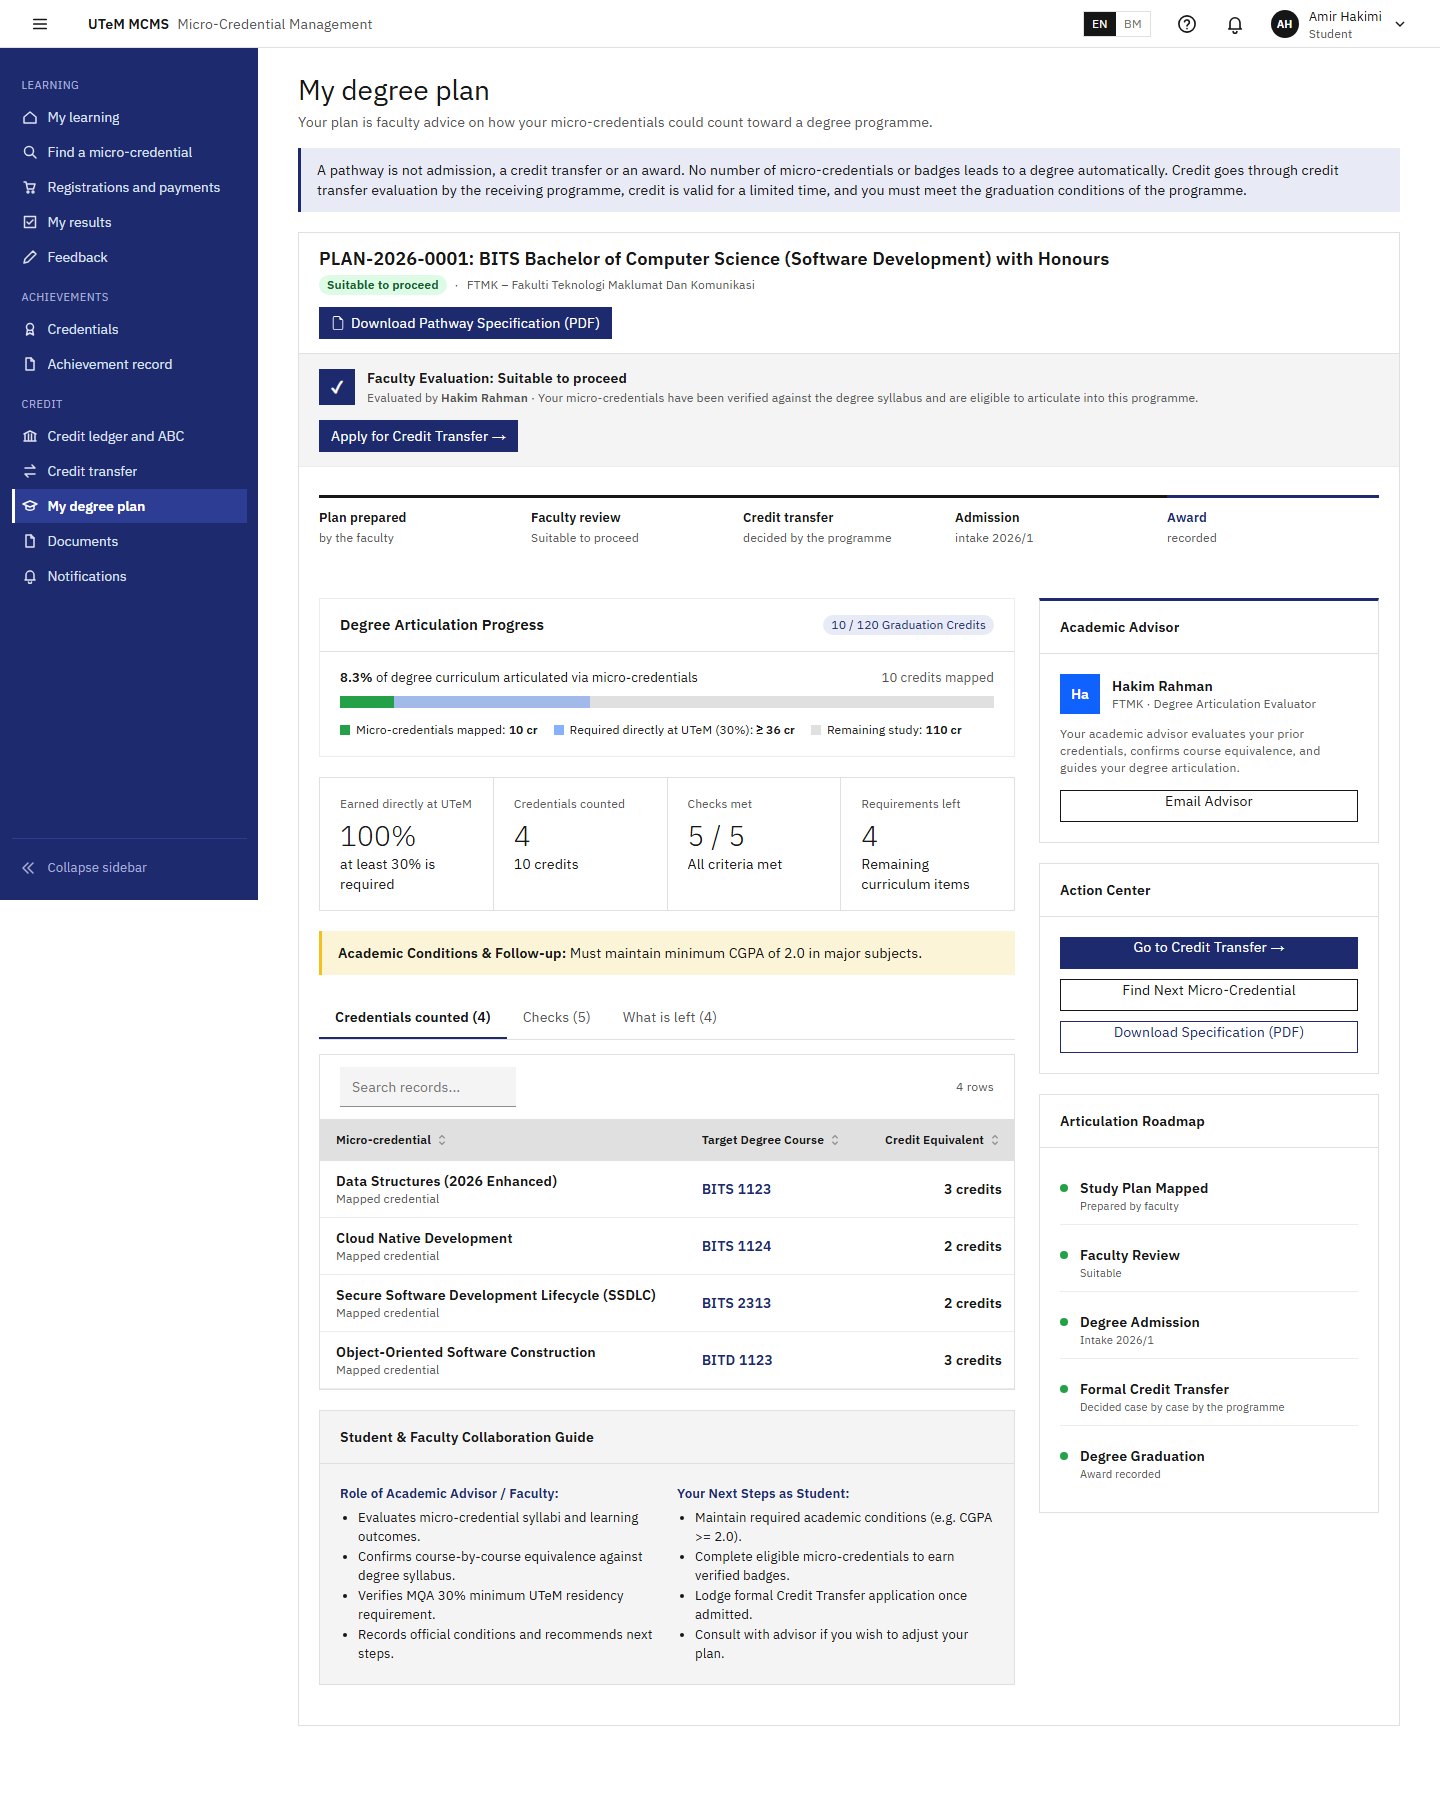 UTeM MCMS Micro-Credential Management
EN BM
AH
Amir Hakimi
Student
LEARNING
My learning
Find a micro-credential
Registrations and payments
My results
Feedback
ACHIEVEMENTS
Credentials
Achievement record
CREDIT
Credit ledger and ABC
Credit transfer
My degree plan
Documents
Notifications
Collapse sidebar
My degree plan
Your plan is faculty advice on how your micro-credentials could count toward a degree programme.
A pathway is not admission, a credit transfer or an award. No number of micro-credentials or badges leads to a degree automatically. Credit goes through credit
transfer evaluation by the receiving programme, credit is valid for a limited time, and you must meet the graduation conditions of the programme.
PLAN-2026-0001: BITS Bachelor of Computer Science (Software Development) with Honours
Suitable to proceed · FTMK – Fakulti Teknologi Maklumat Dan Komunikasi
Download Pathway Specification (PDF)
✓
Faculty Evaluation: Suitable to proceed
Evaluated by Hakim Rahman · Your micro-credentials have been verified against the degree syllabus and are eligible to articulate into this programme.
Apply for Credit Transfer →
Plan prepared
by the faculty
Faculty review
Suitable to proceed
Credit transfer
decided by the programme
Admission
intake 2026/1
Award
recorded
Degree Articulation Progress
10 / 120 Graduation Credits
8.3% of degree curriculum articulated via micro-credentials
10 credits mapped
Micro-credentials mapped: 10 cr
Required directly at UTeM (30%): ≥ 36 cr
Remaining study: 110 cr
Earned directly at UTeM
100%
at least 30% is
required
Credentials counted
4
10 credits
Checks met
5 / 5
All criteria met
Requirements left
4
Remaining
curriculum items
Academic Conditions & Follow-up: Must maintain minimum CGPA of 2.0 in major subjects.
Credentials counted (4)
Checks (5)
What is left (4)
Search records...
4 rows
Micro-credential
Target Degree Course
Credit Equivalent
Data Structures (2026 Enhanced)
Mapped credential
BITS 1123
3 credits
Cloud Native Development
Mapped credential
BITS 1124
2 credits
Secure Software Development Lifecycle (SSDLC)
Mapped credential
BITS 2313
2 credits
Object-Oriented Software Construction
Mapped credential
BITD 1123
3 credits
Student & Faculty Collaboration Guide
Role of Academic Advisor / Faculty:
• Evaluates micro-credential syllabi and learning
outcomes.
• Confirms course-by-course equivalence against
degree syllabus.
• Verifies MQA 30% minimum UTeM residency
requirement.
• Records official conditions and recommends next
steps.
Your Next Steps as Student:
• Maintain required academic conditions (e.g. CGPA
>= 2.0).
• Complete eligible micro-credentials to earn
verified badges.
• Lodge formal Credit Transfer application once
admitted.
• Consult with advisor if you wish to adjust your
plan.
Academic Advisor
Ha
Hakim Rahman
FTMK · Degree Articulation Evaluator
Your academic advisor evaluates your prior
credentials, confirms course equivalence, and
guides your degree articulation.
Email Advisor
Action Center
Go to Credit Transfer →
Find Next Micro-Credential
Download Specification (PDF)
Articulation Roadmap
Study Plan Mapped
Prepared by faculty
Faculty Review
Suitable
Degree Admission
Intake 2026/1
Formal Credit Transfer
Decided case by case by the programme
Degree Graduation
Award recorded